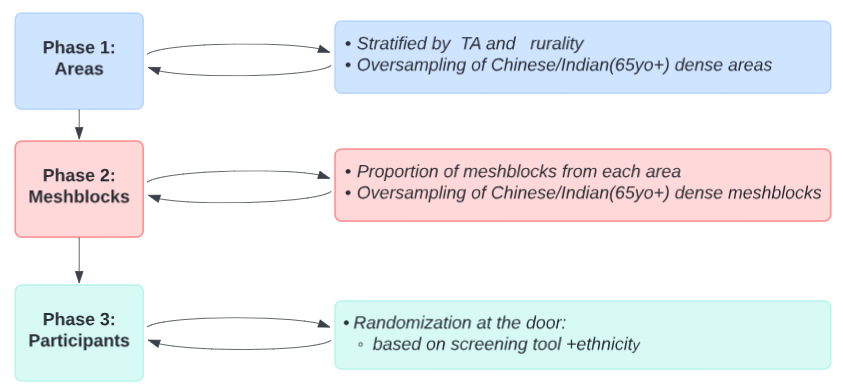 Phase 1:
Areas
• Stratified by TA and rurality
• Oversampling of Chinese/Indian(65yo+) dense areas
Phase 2:
Meshblocks
• Proportion of meshblocks from each area
• Oversampling of Chinese/Indian(65yo+) dense meshblocks
Phase 3:
Participants
• Randomization at the door:
◦ based on screening tool +ethnicity